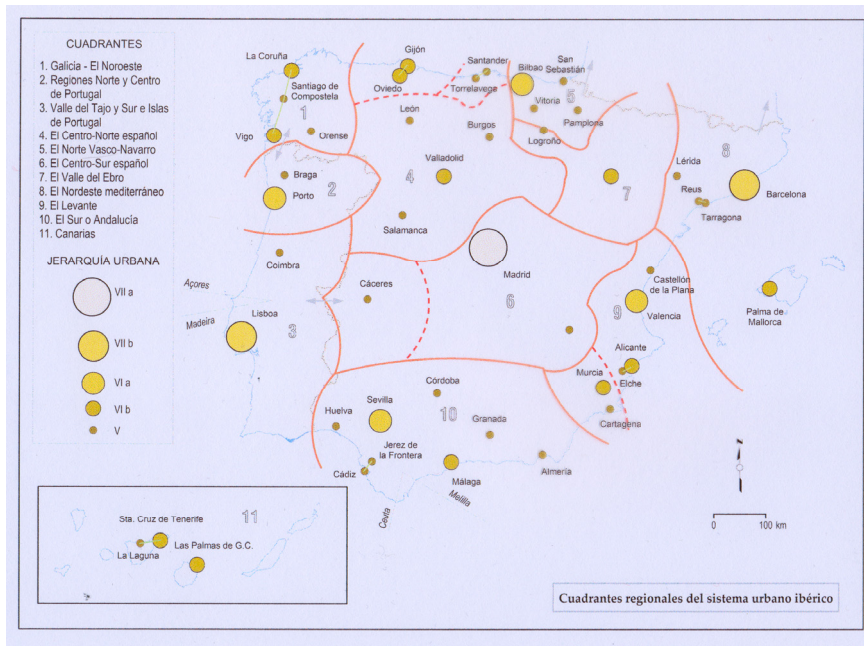 CUADRANTES
1. Galicia - El Noroeste
2. Regiones Norte y Centro
de Portugal
3. Valle del Tajo y Sur e Islas
de Portugal
4. El Centro-Norte español
5. El Norte Vasco-Navarro
6. El Centro-Sur español
7. El Valle del Ebro
8. El Nordeste mediterráneo
9. El Levante
10. El Sur o Andalucía
11. Canarias
JERARQUÍA URBANA
VII a
VII b
VI a
VI b
V
La Coruña
Santiago de
Compostela
1
Vigo
Orense
Gijón
Oviedo
Santander
Torrelavega
Bilbao
San
Sebastián
Vitoria
5
Pamplona
Logroño
León
Burgos
Valladolid
4
Salamanca
Braga
2
Porto
Coimbra
Açores
Madeira
Lisboa
3
7
Lérida
8
Reus
Barcelona
Tarragona
Madrid
Cáceres
6
Castellón
de la Plana
9
Valencia
Palma de
Mallorca
Alicante
Murcia
Elche
Cartagena
Córdoba
Sevilla
10
Huelva
Granada
Jerez de
la Frontera
Cádiz
Málaga
Almería
Melilla
Cevta
N
0 100 km
Sta. Cruz de Tenerife
11
La Laguna
Las Palmas de G.C.
Cuadrantes regionales del sistema urbano ibérico